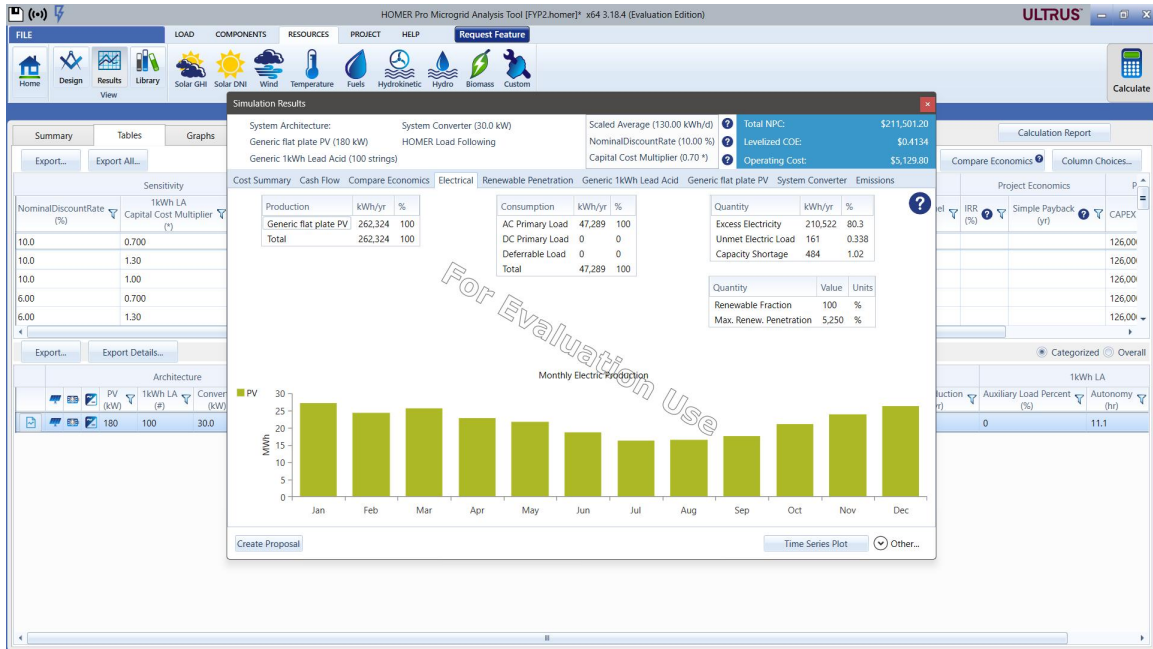 HOMER Pro Microgrid Analysis Tool [FYP2.homer]* x64 3.18.4 (Evaluation Edition)
ULTRUS
FILE LOAD COMPONENTS RESOURCES PROJECT HELP Request Feature
Home Design Results Library Solar GHI Solar DNI Wind Temperature Fuels Hydrokinetic Hydro Biomass Custom Calculate
View
Simulation Results
System Architecture: System Converter (30.0 kW) Scaled Average (130.00 kWh/d) Total NPC: $211,501.20
Generic flat plate PV (180 kW) HOMER Load Following NominalDiscountRate (10.00 %) Levelized COE: $0.4134
Generic 1kWh Lead Acid (100 strings) Capital Cost Multiplier (0.70 *) Operating Cost: $5,129.80
Summary Tables Graphs Calculation Report
Export... Export All... Compare Economics Column Choices...
Cost Summary Cash Flow Compare Economics Electrical Renewable Penetration Generic 1kWh Lead Acid Generic flat plate PV System Converter Emissions
Sensitivity Project Economics
NominalDiscountRate (%) 1kWh LA Capital Cost Multiplier (*) IRR (%) Simple Payback (yr) CAPEX
10.0 0.700 126,00
10.0 1.30 126,00
10.0 1.00 126,00
6.00 0.700 126,00
6.00 1.30 126,00
Production kWh/yr %
Generic flat plate PV 262,324 100
Total 262,324 100
Consumption kWh/yr %
AC Primary Load 47,289 100
DC Primary Load 0 0
Deferrable Load 0 0
Total 47,289 100
Quantity kWh/yr %
Excess Electricity 210,522 80.3
Unmet Electric Load 161 0.338
Capacity Shortage 484 1.02
Quantity Value Units
Renewable Fraction 100 %
Max. Renew. Penetration 5,250 %
For Evaluation Use
Export... Export Details... Categorized Overall
Architecture 1kWh LA
PV (kW) 1kWh LA (#) Conver (kW) Auxiliary Load Percent (%) Autonomy (hr)
180 100 30.0 0 11.1
Monthly Electric Production
PV
MWh
30
25
20
15
10
5
0
Jan Feb Mar Apr May Jun Jul Aug Sep Oct Nov Dec
Create Proposal Time Series Plot Other...